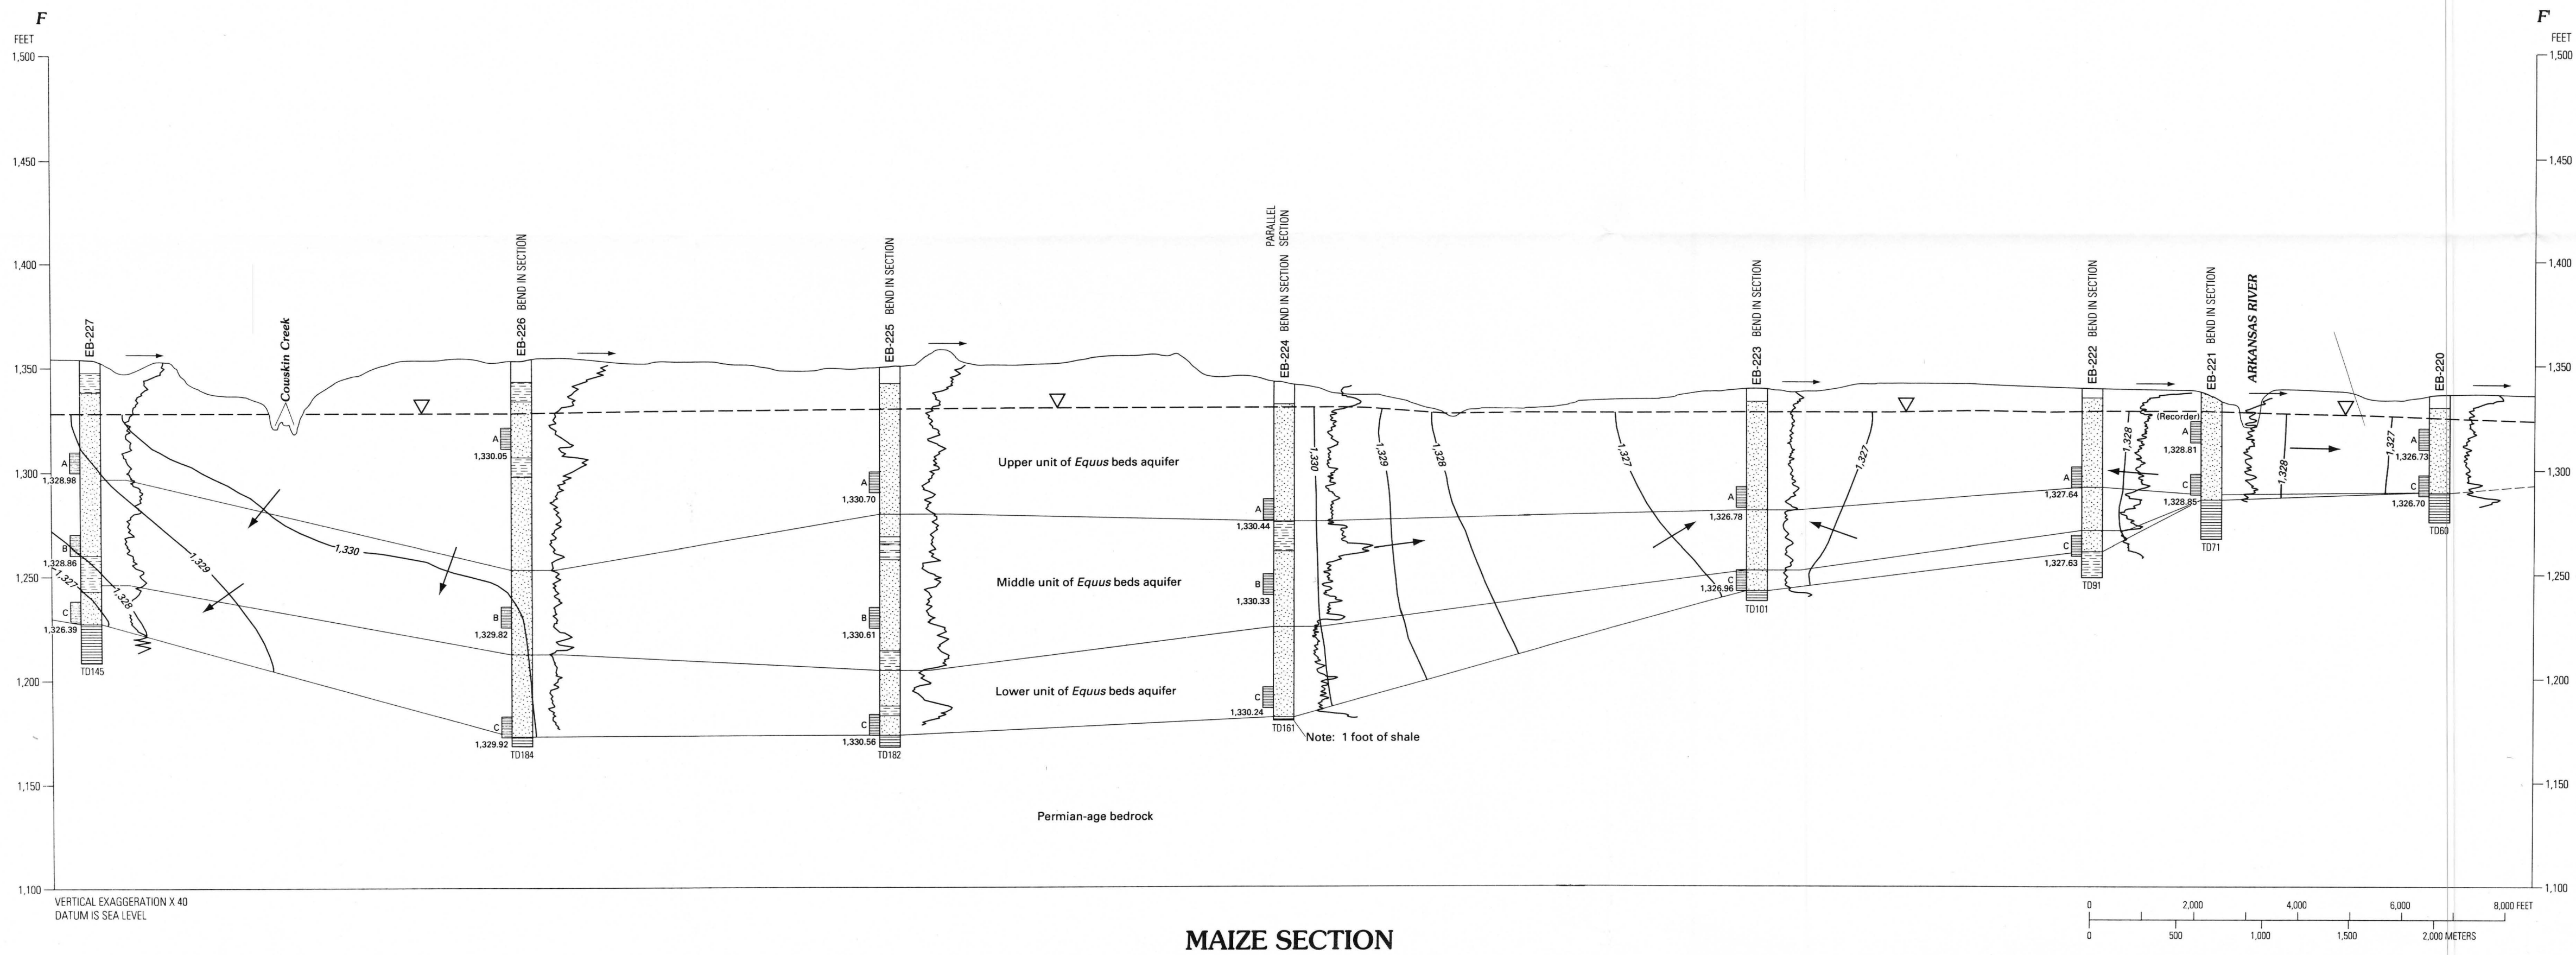 F
F'
FEET
FEET
1,500
1,500
1,450
1,450
1,400
1,400
1,350
1,350
1,300
1,300
1,250
1,250
1,200
1,200
1,150
1,150
1,100
1,100
EB-227
Cowskin Creek
EB-226 BEND IN SECTION
EB-225 BEND IN SECTION
EB-224 BEND IN SECTION
PARALLEL SECTION
EB-223 BEND IN SECTION
EB-222 BEND IN SECTION
EB-221 BEND IN SECTION
ARKANSAS RIVER
EB-220
A
1,328.98
B
1,328.86
1,327
1,328
C
1,326.39
TD145
1,329
1,330
A
1,330.05
B
1,329.82
C
1,329.92
TD184
A
1,330.70
B
1,330.61
C
1,330.56
TD182
Upper unit of Equus beds aquifer
Middle unit of Equus beds aquifer
Lower unit of Equus beds aquifer
Permian-age bedrock
A
1,330.44
B
1,330.33
C
1,330.24
TD161
Note: 1 foot of shale
1,330
1,329
1,328
1,327
A
1,326.78
C
1,326.96
TD101
1,327
A
1,327.64
C
1,327.63
TD91
1,328
(Recorder)
A
1,328.81
C
1,328.85
TD71
1,328
1,327
A
1,326.73
C
1,326.70
TD60
VERTICAL EXAGGERATION X 40
DATUM IS SEA LEVEL
MAIZE SECTION
0 2,000 4,000 6,000 8,000 FEET
0 500 1,000 1,500 2,000 METERS